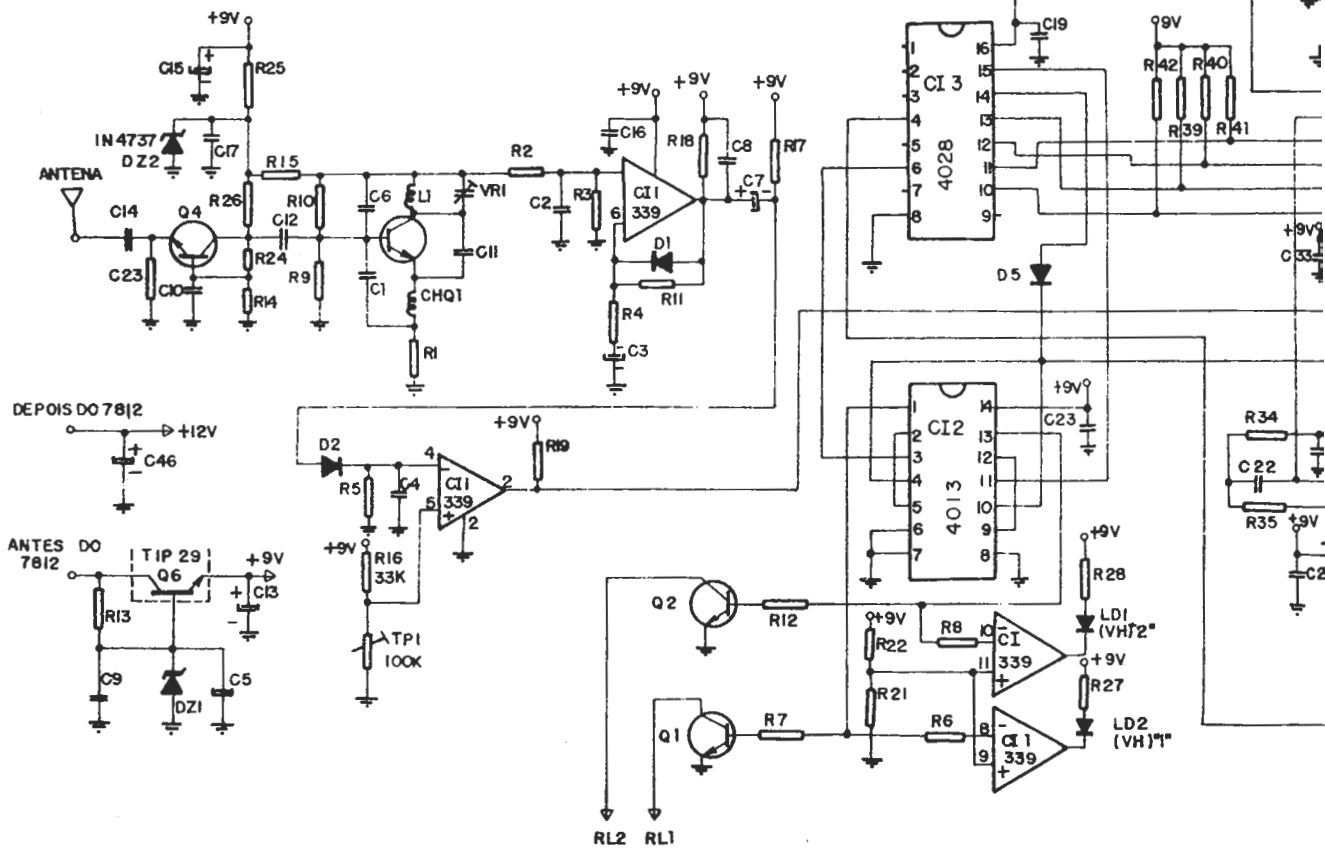 +9V
C15
+
-
R25
IN4737
DZ2
C17
ANTENA
C14
Q4
R26
C12
R15
R10
C6
L1
VR1
C23
C10
R24
R14
R9
C1
C11
CHQ1
R1
R2
C2
R3
+9V
C16
CI1
339
6
+9V
R18
C8
+9V
R17
+
C7
-
D1
R11
R4
C3
-
C19
CI3
4028
1
2
3
4
5
6
7
8
16
15
14
13
12
11
10
9
9V
R42
R40
R39
R41
+9V
C33
D5
DEPOIS DO 7812
+12V
+
-
C46
ANTES DO
7812
TIP 29
Q6
+9V
+
-
C13
R13
C9
DZ1
C5
D2
R5
C4
4
-
5
+
CI1
339
2
2
+9V
R19
+9V
R16
33K
TP1
100K
CI2
4013
1
2
3
4
5
6
7
14
13
12
11
10
9
8
+9V
C23
R34
C22
R35
+9V
C2
Q2
R12
+9V
R22
R21
R8
10
-
11
+
CI
339
+9V
R28
LD1
(VH)"2"
+9V
R27
LD2
(VH)"1"
Q1
R7
R6
8
-
9
+
CI1
339
RL2
RL1